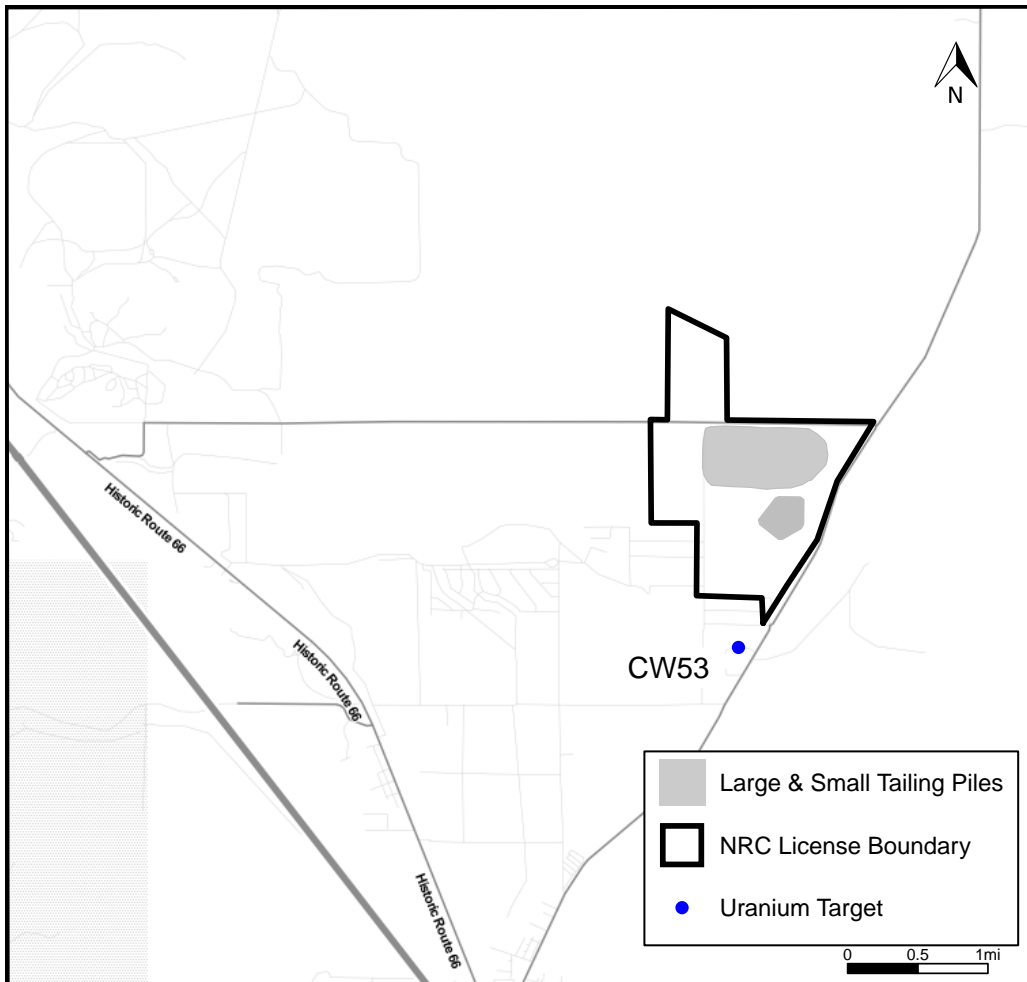 N
Historic Route 66
Historic Route 66
CW53
Historic Route 66
Large & Small Tailing Piles
NRC License Boundary
Uranium Target
0 0.5 1mi